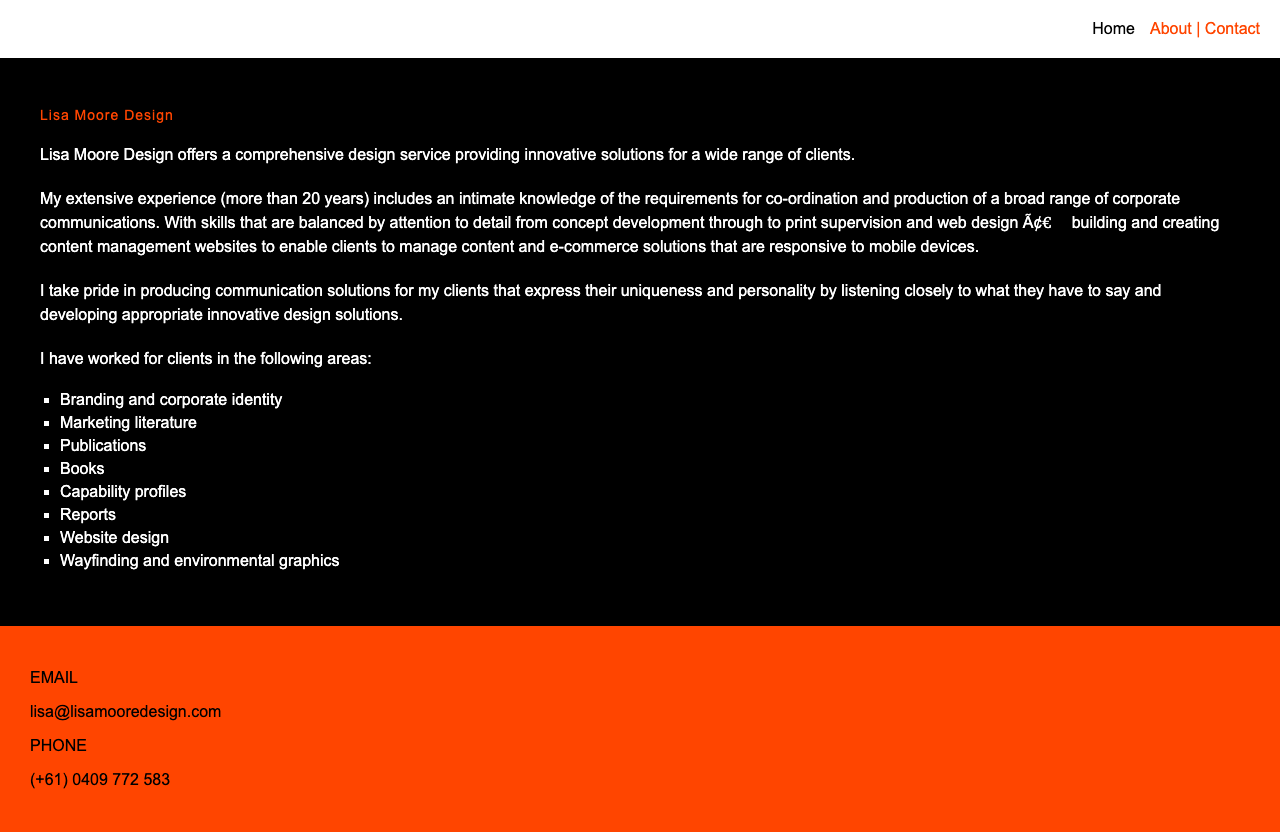 Home About | Contact
Lisa Moore Design
Lisa Moore Design offers a comprehensive design service providing innovative solutions for a wide range of clients.
My extensive experience (more than 20 years) includes an intimate knowledge of the requirements for co-ordination and production of a broad range of corporate
communications. With skills that are balanced by attention to detail from concept development through to print supervision and web design Ã¢€ building and creating
content management websites to enable clients to manage content and e-commerce solutions that are responsive to mobile devices.
I take pride in producing communication solutions for my clients that express their uniqueness and personality by listening closely to what they have to say and
developing appropriate innovative design solutions.
I have worked for clients in the following areas:
▪ Branding and corporate identity
▪ Marketing literature
▪ Publications
▪ Books
▪ Capability profiles
▪ Reports
▪ Website design
▪ Wayfinding and environmental graphics
EMAIL
lisa@lisamooredesign.com
PHONE
(+61) 0409 772 583